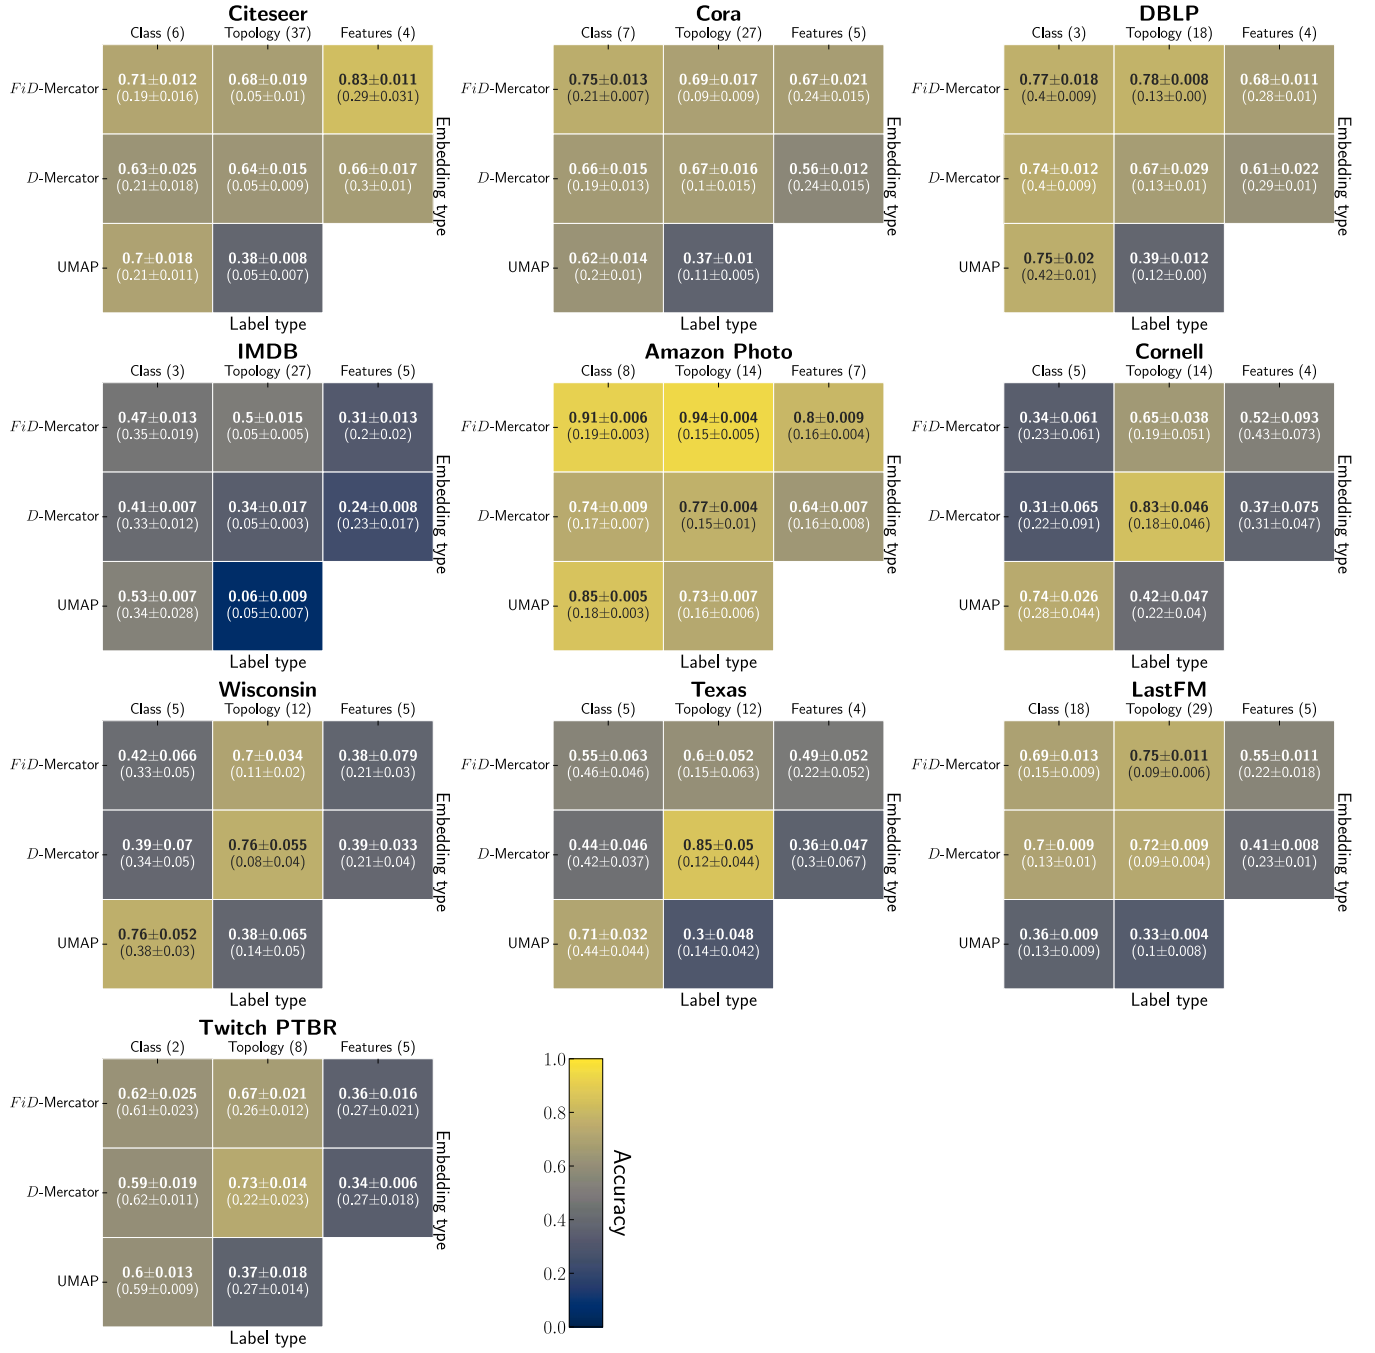 Citeseer
Class (6) Topology (37) Features (4)
FiD-Mercator 0.71±0.012 0.68±0.019 0.83±0.011
(0.19±0.016) (0.05±0.01) (0.29±0.031)
D-Mercator 0.63±0.025 0.64±0.015 0.66±0.017
(0.21±0.018) (0.05±0.009) (0.3±0.01)
UMAP 0.7±0.018 0.38±0.008
(0.21±0.011) (0.05±0.007)
Embedding type
Label type
Cora
Class (7) Topology (27) Features (5)
FiD-Mercator 0.75±0.013 0.69±0.017 0.67±0.021
(0.21±0.007) (0.09±0.009) (0.24±0.015)
D-Mercator 0.66±0.015 0.67±0.016 0.56±0.012
(0.19±0.013) (0.1±0.015) (0.24±0.015)
UMAP 0.62±0.014 0.37±0.01
(0.2±0.01) (0.11±0.005)
Embedding type
Label type
DBLP
Class (3) Topology (18) Features (4)
FiD-Mercator 0.77±0.018 0.78±0.008 0.68±0.011
(0.4±0.009) (0.13±0.00) (0.28±0.01)
D-Mercator 0.74±0.012 0.67±0.029 0.61±0.022
(0.4±0.009) (0.13±0.01) (0.29±0.01)
UMAP 0.75±0.02 0.39±0.012
(0.42±0.01) (0.12±0.00)
Embedding type
Label type
IMDB
Class (3) Topology (27) Features (5)
FiD-Mercator 0.47±0.013 0.5±0.015 0.31±0.013
(0.35±0.019) (0.05±0.005) (0.2±0.02)
D-Mercator 0.41±0.007 0.34±0.017 0.24±0.008
(0.33±0.012) (0.05±0.003) (0.23±0.017)
UMAP 0.53±0.007 0.06±0.009
(0.34±0.028) (0.05±0.007)
Embedding type
Label type
Amazon Photo
Class (8) Topology (14) Features (7)
FiD-Mercator 0.91±0.006 0.94±0.004 0.8±0.009
(0.19±0.003) (0.15±0.005) (0.16±0.004)
D-Mercator 0.74±0.009 0.77±0.004 0.64±0.007
(0.17±0.007) (0.15±0.01) (0.16±0.008)
UMAP 0.85±0.005 0.73±0.007
(0.18±0.003) (0.16±0.006)
Embedding type
Label type
Cornell
Class (5) Topology (14) Features (4)
FiD-Mercator 0.34±0.061 0.65±0.038 0.52±0.093
(0.23±0.061) (0.19±0.051) (0.43±0.073)
D-Mercator 0.31±0.065 0.83±0.046 0.37±0.075
(0.22±0.091) (0.18±0.046) (0.31±0.047)
UMAP 0.74±0.026 0.42±0.047
(0.28±0.044) (0.22±0.04)
Embedding type
Label type
Wisconsin
Class (5) Topology (12) Features (5)
FiD-Mercator 0.42±0.066 0.7±0.034 0.38±0.079
(0.33±0.05) (0.11±0.02) (0.21±0.03)
D-Mercator 0.39±0.07 0.76±0.055 0.39±0.033
(0.34±0.05) (0.08±0.04) (0.21±0.04)
UMAP 0.76±0.052 0.38±0.065
(0.38±0.03) (0.14±0.05)
Embedding type
Label type
Texas
Class (5) Topology (12) Features (4)
FiD-Mercator 0.55±0.063 0.6±0.052 0.49±0.052
(0.46±0.046) (0.15±0.063) (0.22±0.052)
D-Mercator 0.44±0.046 0.85±0.05 0.36±0.047
(0.42±0.037) (0.12±0.044) (0.3±0.067)
UMAP 0.71±0.032 0.3±0.048
(0.44±0.044) (0.14±0.042)
Embedding type
Label type
LastFM
Class (18) Topology (29) Features (5)
FiD-Mercator 0.69±0.013 0.75±0.011 0.55±0.011
(0.15±0.009) (0.09±0.006) (0.22±0.018)
D-Mercator 0.7±0.009 0.72±0.009 0.41±0.008
(0.13±0.01) (0.09±0.004) (0.23±0.01)
UMAP 0.36±0.009 0.33±0.004
(0.13±0.009) (0.1±0.008)
Embedding type
Label type
Twitch PTBR
Class (2) Topology (8) Features (5)
FiD-Mercator 0.62±0.025 0.67±0.021 0.36±0.016
(0.61±0.023) (0.26±0.012) (0.27±0.021)
D-Mercator 0.59±0.019 0.73±0.014 0.34±0.006
(0.62±0.011) (0.22±0.023) (0.27±0.018)
UMAP 0.6±0.013 0.37±0.018
(0.59±0.009) (0.27±0.014)
Embedding type
Label type
1.0
0.8
0.6
0.4
0.2
0.0
Accuracy